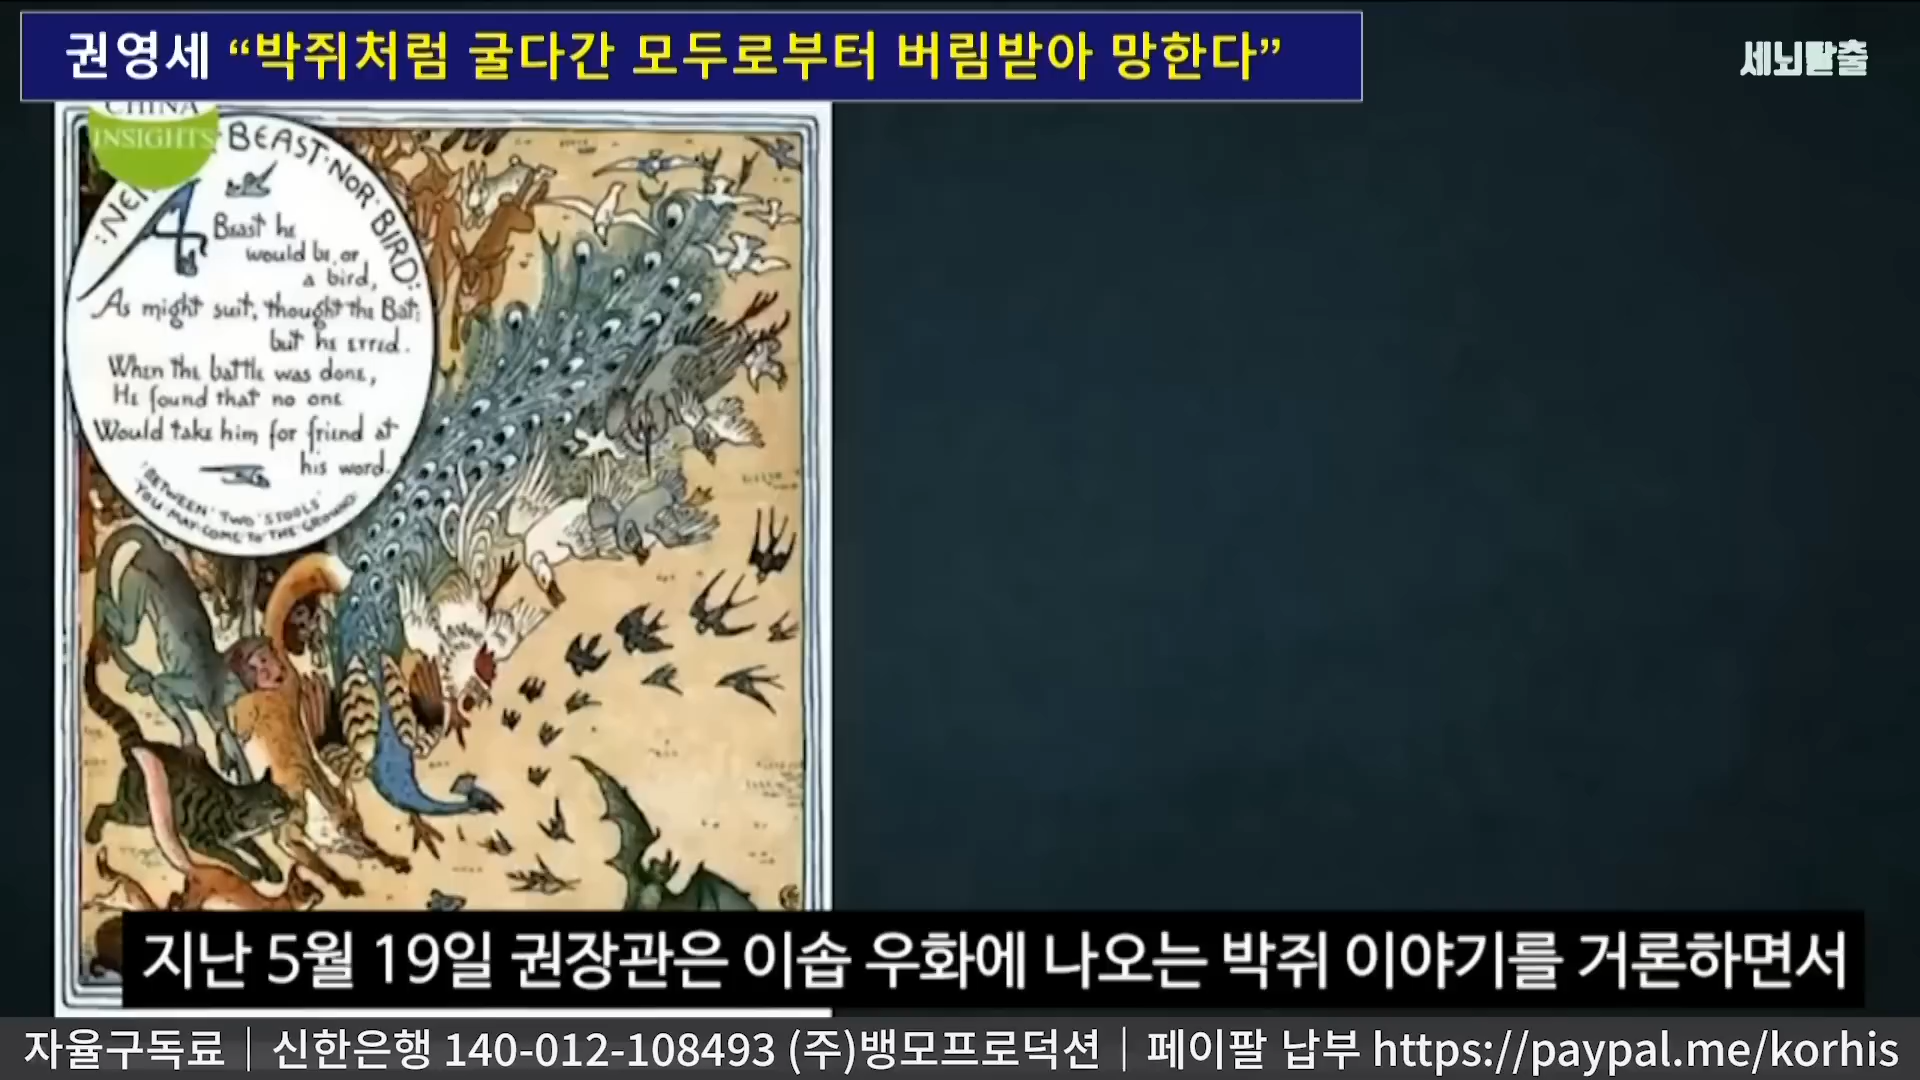 권영세 “박쥐처럼 굴다간 모두로부터 버림받아 망한다”
세뇌탈출
CHINA
INSIGHTS
BEAST·NOR·BIRD:
A Beast he
would be, or
a bird,
As might suit, thought the Bat;
but he erred.
When the battle was done,
He found that no one
Would take him for friend at
his word.
'BETWEEN' TWO 'STOOLS'
YOU·MAY·COME·TO·THE·GROUND·
지난 5월 19일 권장관은 이솝 우화에 나오는 박쥐 이야기를 거론하면서
자율구독료│신한은행 140-012-108493 (주)뱅모프로덕션│페이팔 납부 https://paypal.me/korhis